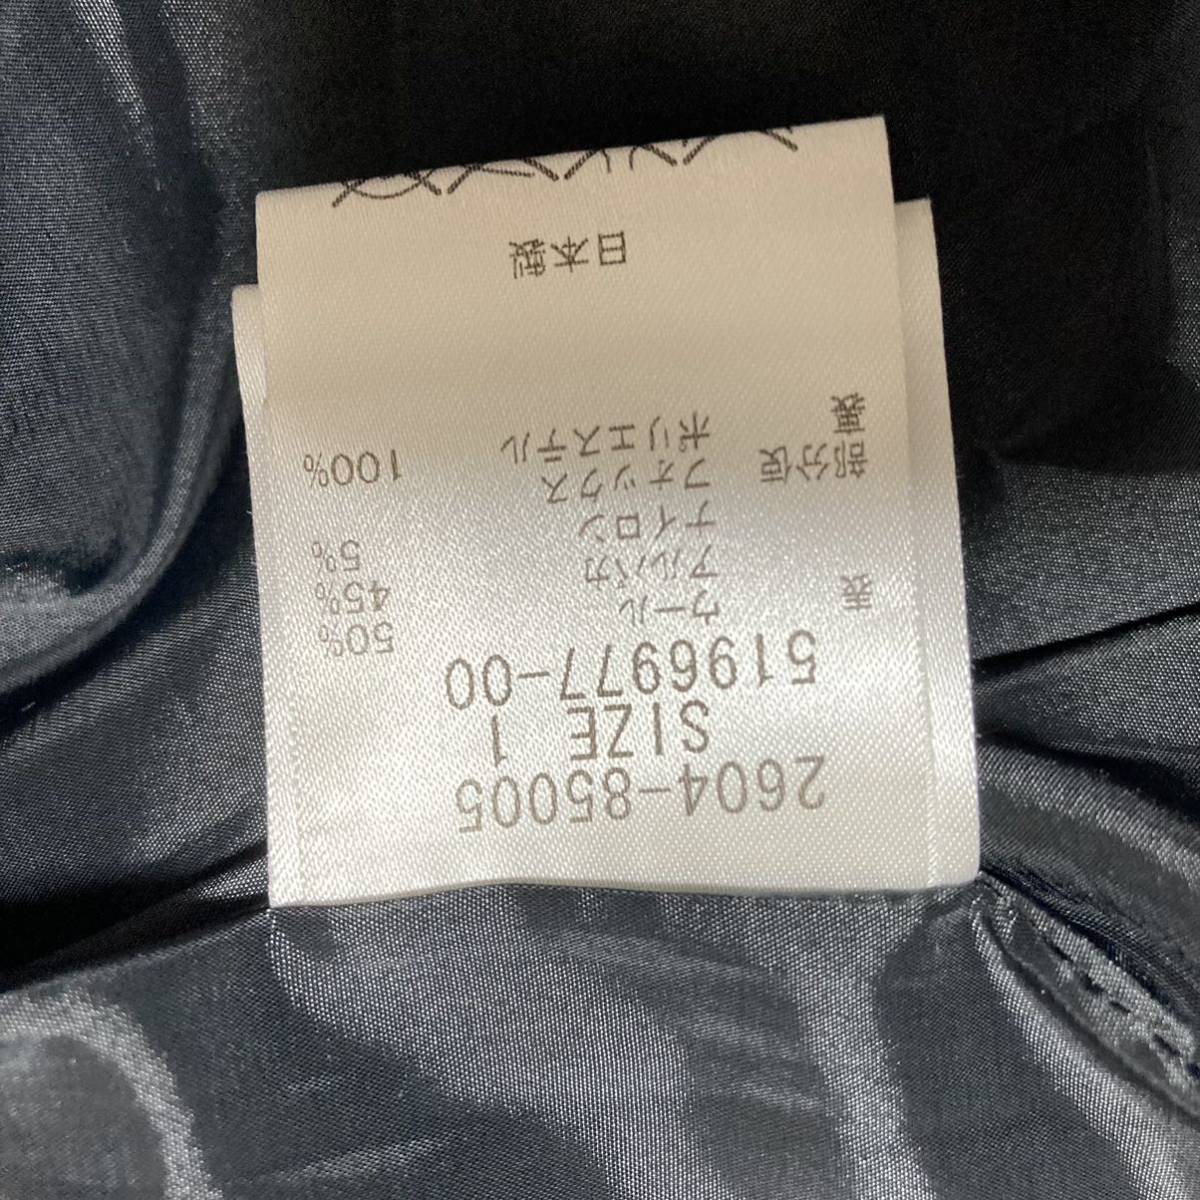 2604-85005
SIZE 1
5196977-00
表 ウール 50%
アルパカ 45%
ナイロン 5%
部分使 フォックス
裏 ポリエステル 100%
日本製